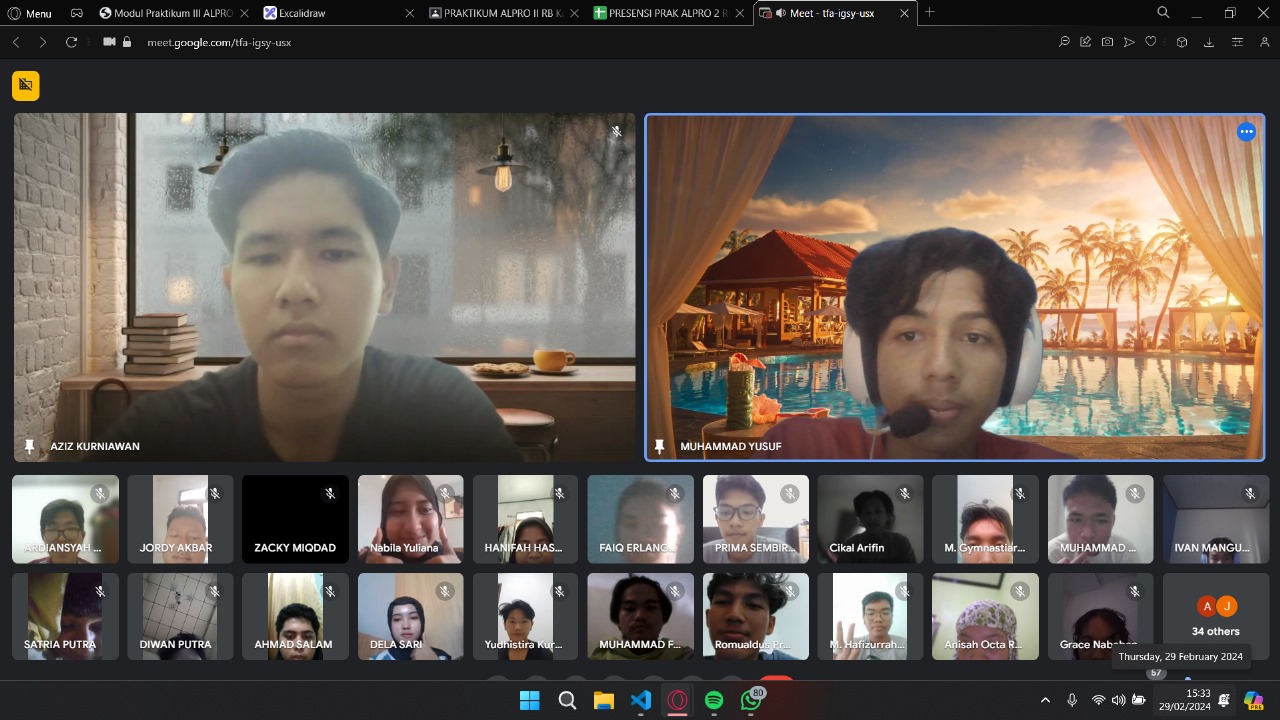 Menu
Modul Praktikum III ALPRO
Excalidraw
PRAKTIKUM ALPRO II RB K
PRESENSI PRAK ALPRO 2 R
Meet - tfa-igsy-usx
meet.google.com/tfa-igsy-usx
AZIZ KURNIAWAN
MUHAMMAD YUSUF
ARDIANSYAH ...
JORDY AKBAR
ZACKY MIQDAD
Nabila Yuliana
HANIFAH HAS...
FAIQ ERLANG...
PRIMA SEMBIR...
Cikal Arifin
M. Gymnastiar...
MUHAMMAD ...
IVAN MANGU...
SATRIA PUTRA
DIWAN PUTRA
AHMAD SALAM
DELA SARI
Yudhistira Kur...
MUHAMMAD F...
Romualdus Pr...
M. Hafizurrah...
Anisah Octa R...
Grace Nababan
A J
34 others
Thursday, 29 February 2024
57
80
15:33
29/02/2024
PRE